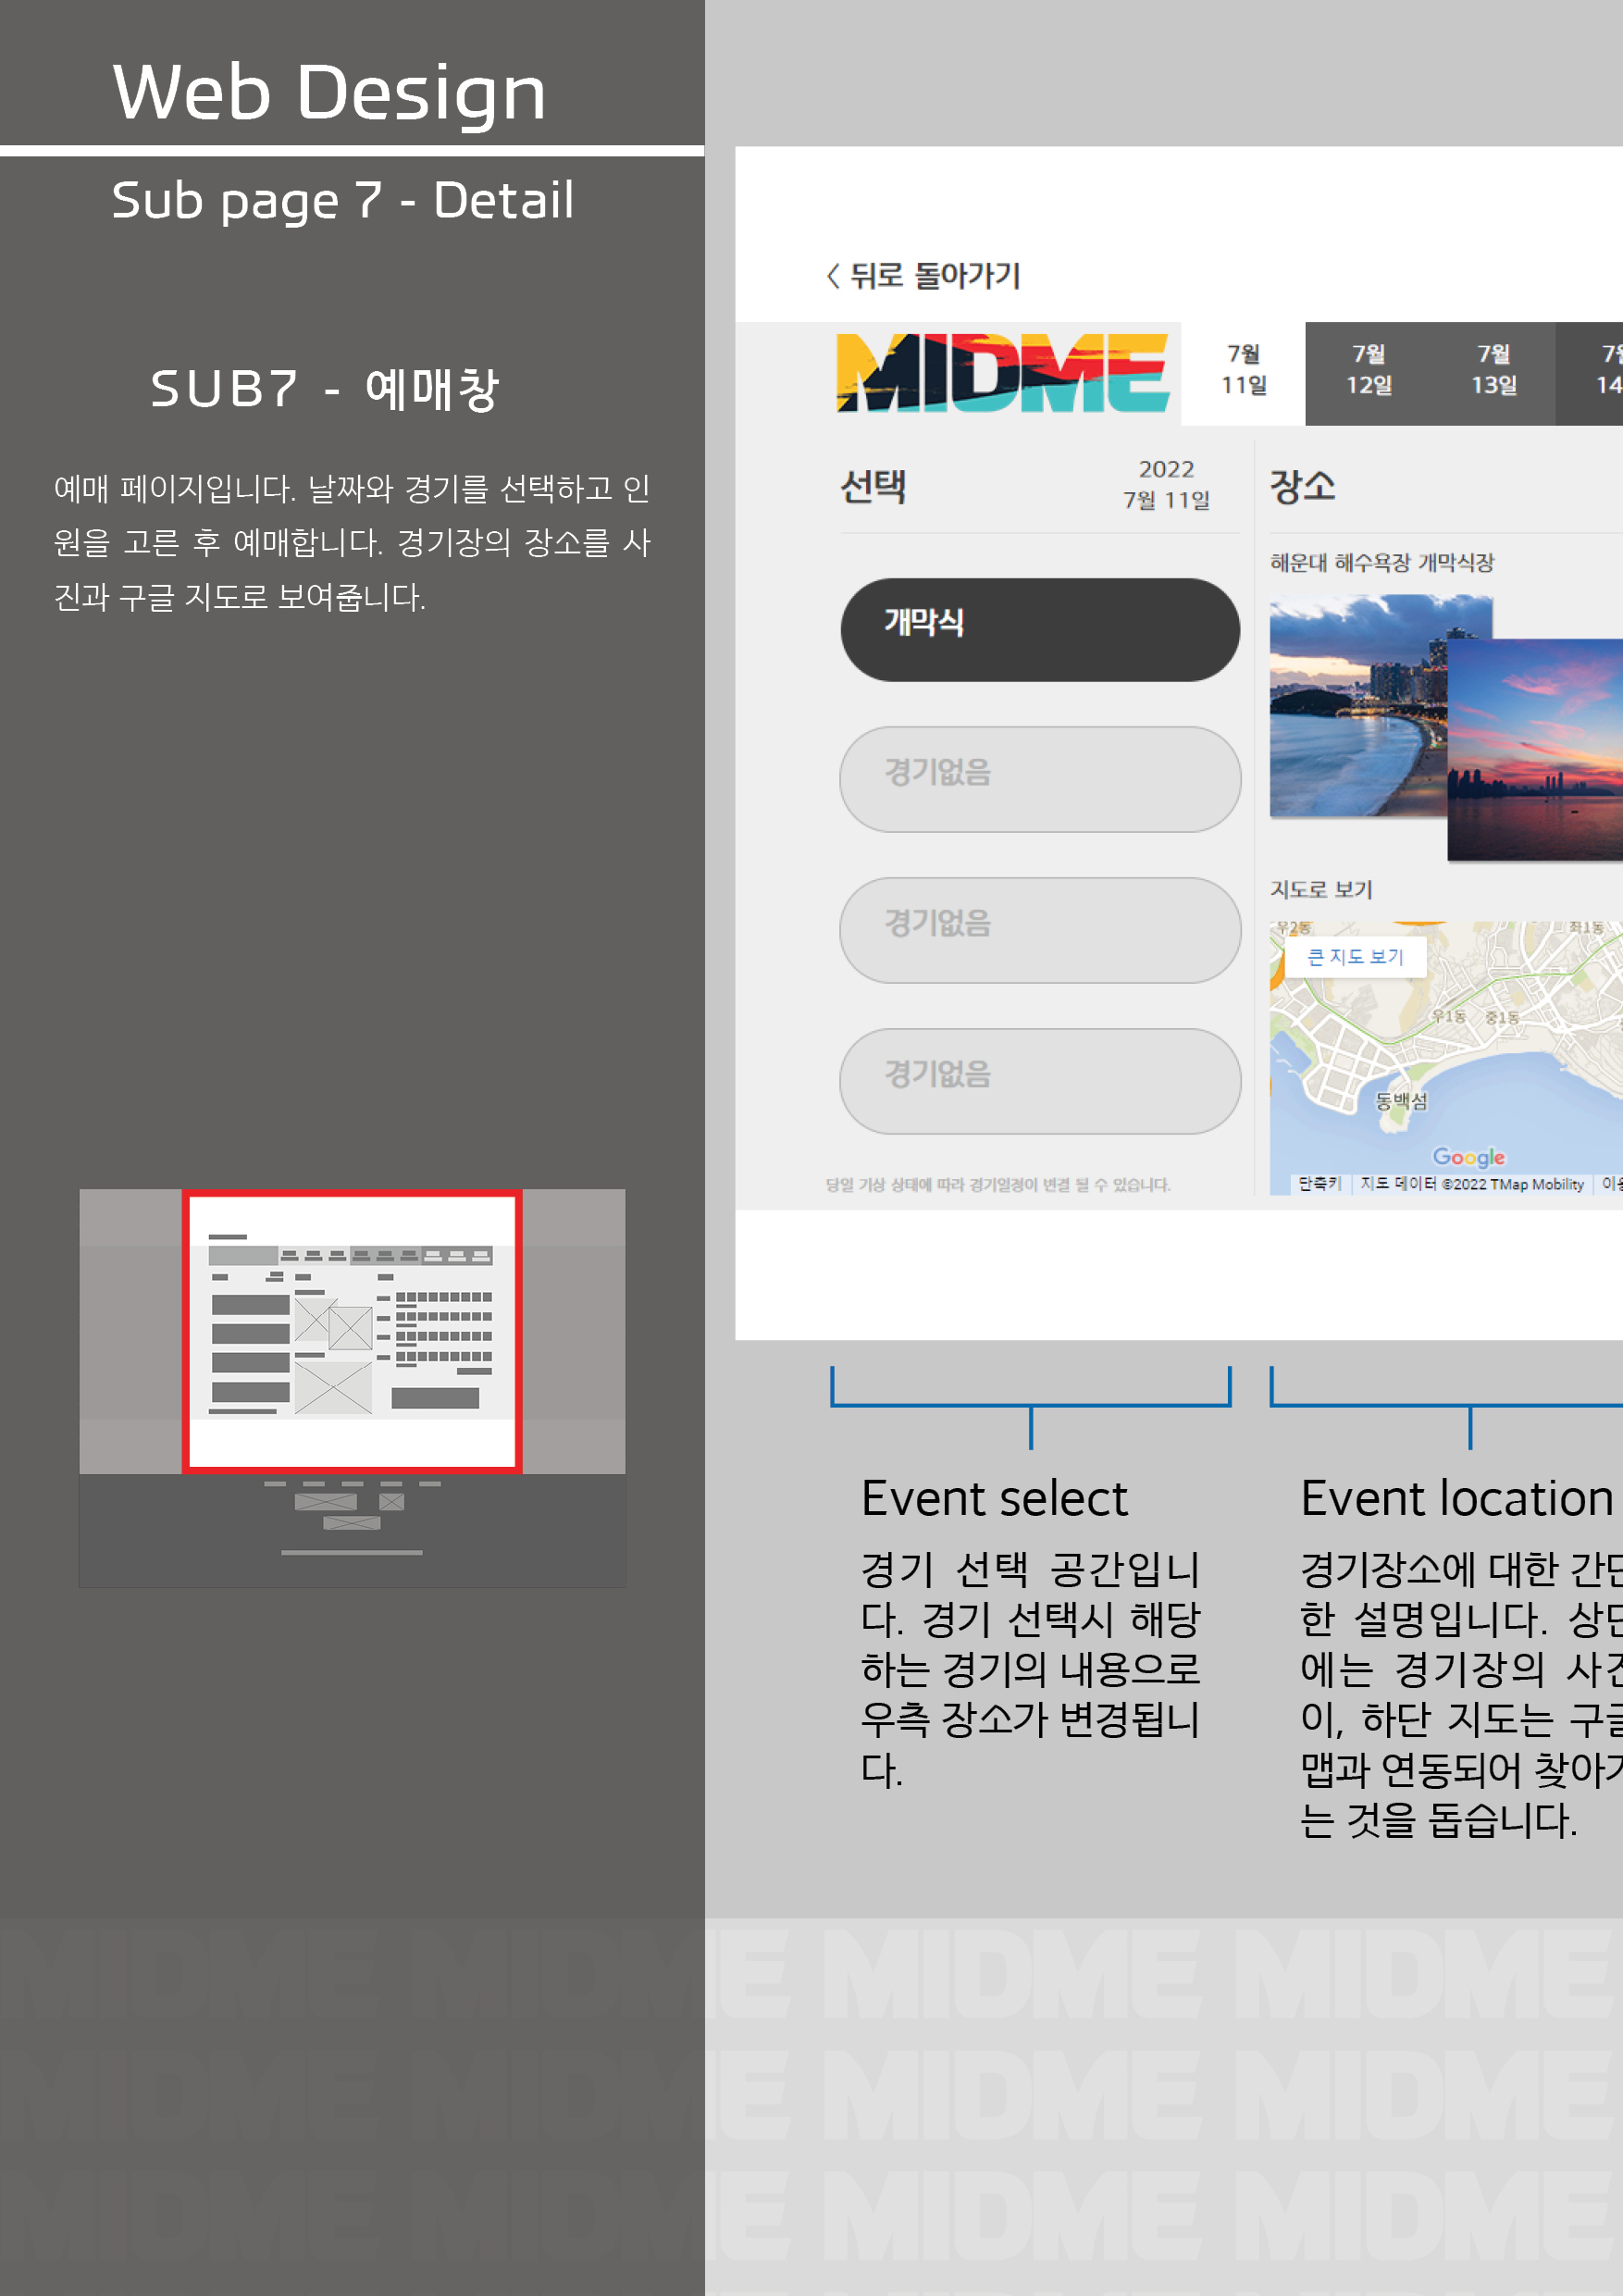 Web Design
Sub page 7 - Detail
SUB7 - 예매창
예매 페이지입니다. 날짜와 경기를 선택하고 인
원을 고른 후 예매합니다. 경기장의 장소를 사
진과 구글 지도로 보여줍니다.
< 뒤로 돌아가기
MIDME
7월
11일
7월
12일
7월
13일
14
선택
2022
7월 11일
개막식
경기없음
경기없음
경기없음
당일 기상 상태에 따라 경기일정이 변결 될 수 있습니다.
장소
해운대 해수욕장 개막식장
지도로 보기
우2동
좌1동
큰 지도 보기
우1동
중1동
동백섬
Google
단축키
지도 데이터 ©2022 TMap Mobility
Event select
경기 선택 공간입니
다. 경기 선택시 해당
하는 경기의 내용으로
우측 장소가 변경됩니
다.
Event location
경기장소에 대한 간단
한 설명입니다. 상단
에는 경기장의 사진
이, 하단 지도는 구글
맵과 연동되어 찾아가
는 것을 돕습니다.
MIDME MIDME MIDME MIDME
MIDME MIDME MIDME MIDME
MIDME MIDME MIDME MIDME